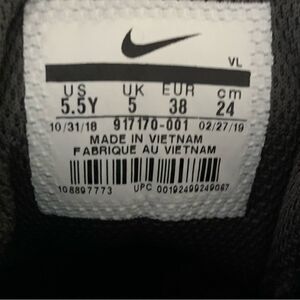 VL
US UK EUR cm
5.5Y 5 38 24
10/31/18 917170-001 02/27/19
MADE IN VIETNAM
FABRIQUE AU VIETNAM
108897773 UPC 00192499249067